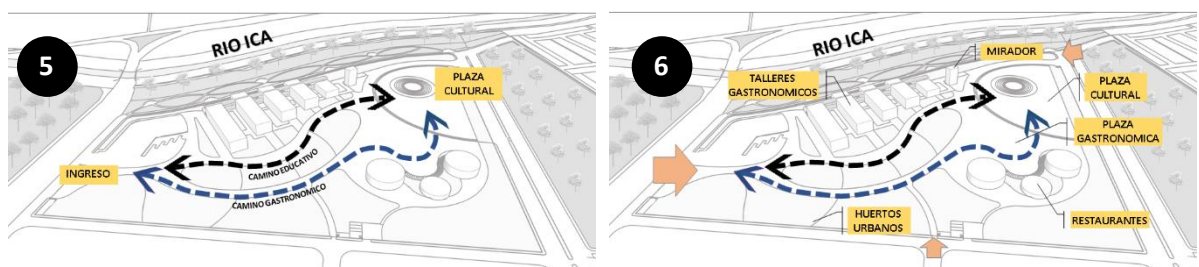 5
RIO ICA
PLAZA
CULTURAL
INGRESO
CAMINO EDUCATIVO
CAMINO GASTRONOMICO
6
RIO ICA
MIRADOR
TALLERES
GASTRONOMICOS
PLAZA
CULTURAL
PLAZA
GASTRONOMICA
RESTAURANTES
HUERTOS
URBANOS